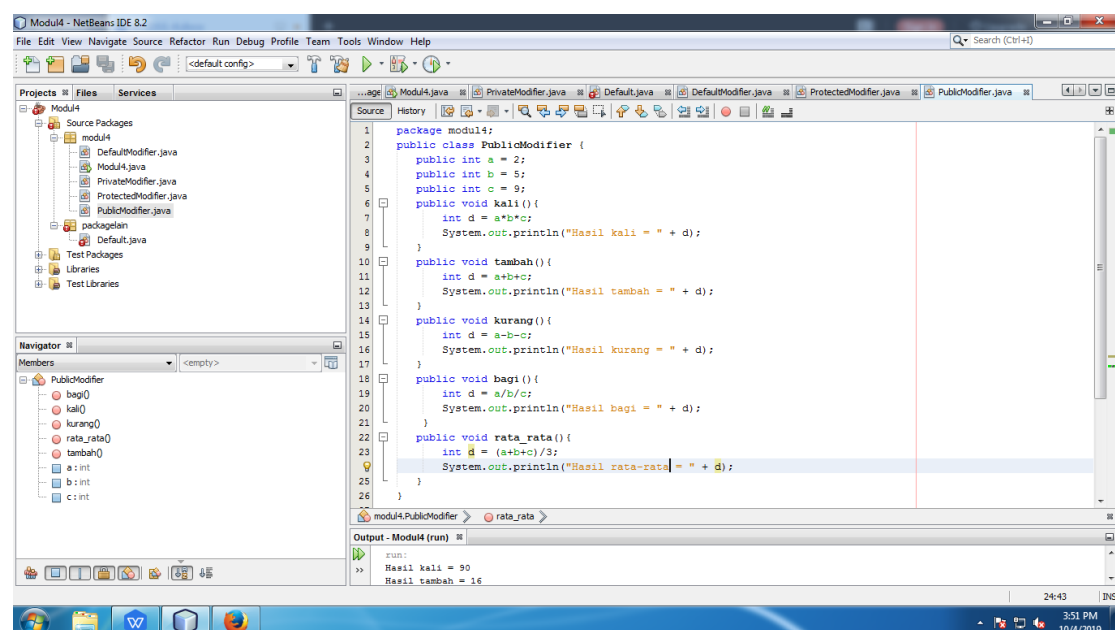 Modul4 - NetBeans IDE 8.2
File Edit View Navigate Source Refactor Run Debug Profile Team Tools Window Help
Search (Ctrl+I)
<default config>
Projects Files Services
...age Modul4.java PrivateModifier.java Default.java DefaultModifier.java ProtectedModifier.java PublicModifier.java
Source History
Modul4
Source Packages
modul4
DefaultModifier.java
Modul4.java
PrivateModifier.java
ProtectedModifier.java
PublicModifier.java
packagelain
Default.java
Test Packages
Libraries
Test Libraries
Navigator
Members <empty>
PublicModifier
bagi()
kali()
kurang()
rata_rata()
tambah()
a : int
b : int
c : int
1 package modul4;
2 public class PublicModifier {
3 public int a = 2;
4 public int b = 5;
5 public int c = 9;
6 public void kali(){
7 int d = a*b*c;
8 System.out.println("Hasil kali = " + d);
9 }
10 public void tambah(){
11 int d = a+b+c;
12 System.out.println("Hasil tambah = " + d);
13 }
14 public void kurang(){
15 int d = a-b-c;
16 System.out.println("Hasil kurang = " + d);
17 }
18 public void bagi(){
19 int d = a/b/c;
20 System.out.println("Hasil bagi = " + d);
21 }
22 public void rata_rata(){
23 int d = (a+b+c)/3;
System.out.println("Hasil rata-rata = " + d);
25 }
26 }
modul4.PublicModifier rata_rata
Output - Modul4 (run)
run:
Hasil kali = 90
Hasil tambah = 16
24:43 INS
3:51 PM
10/4/2019